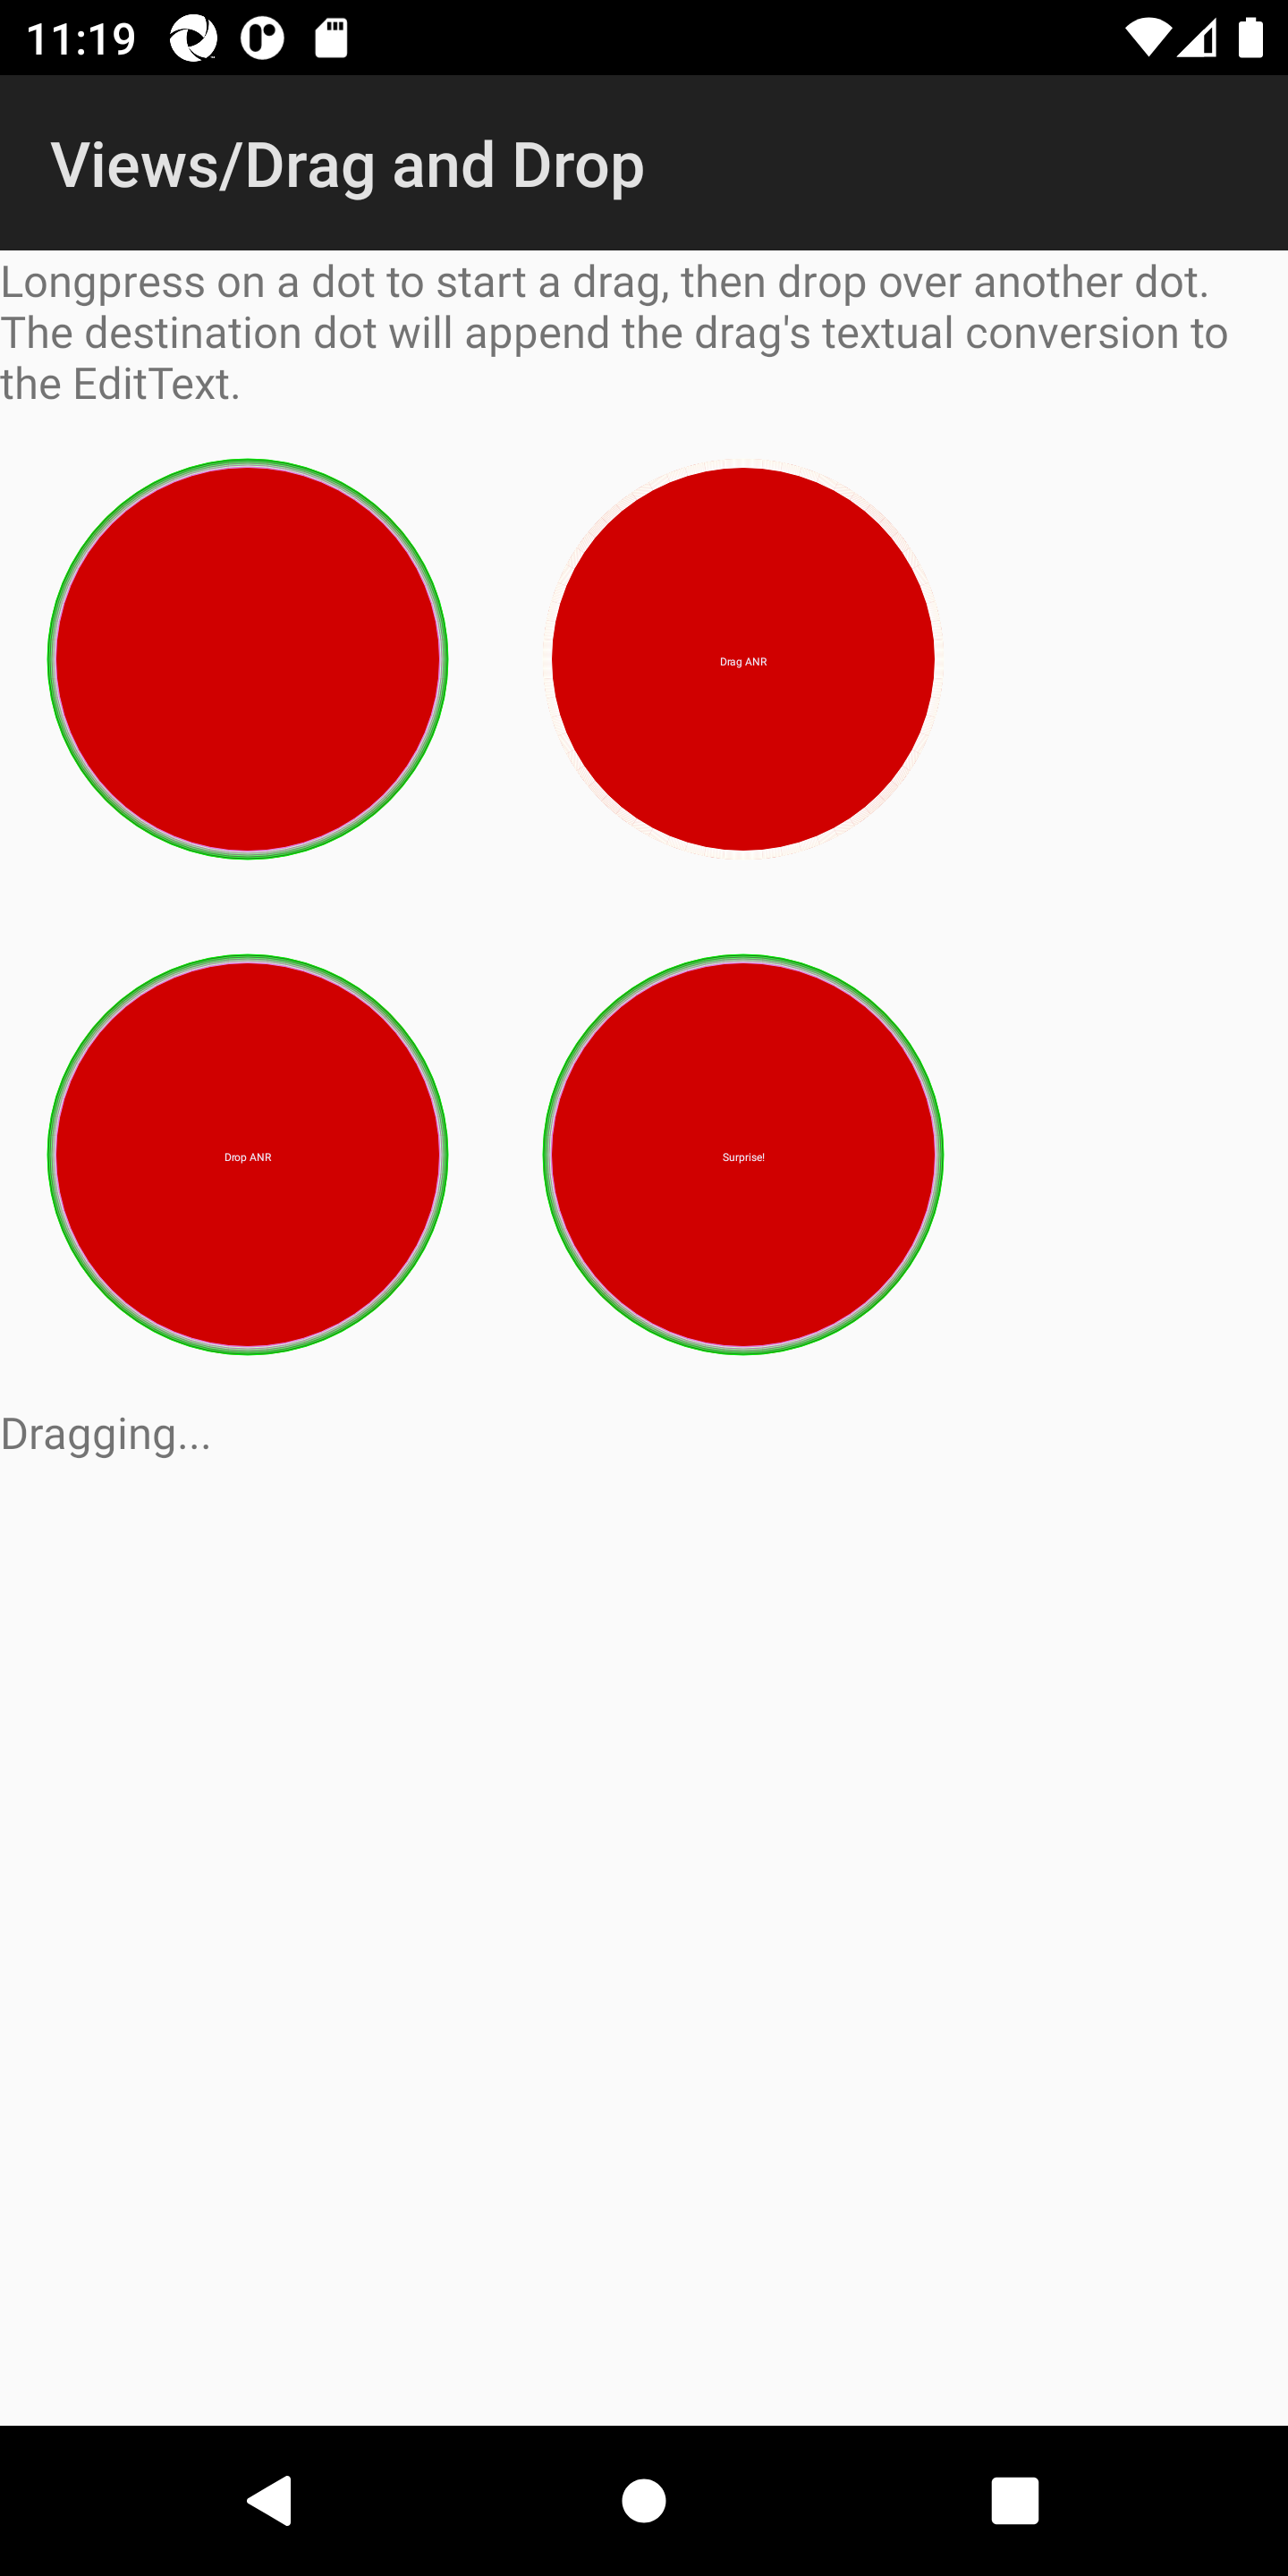 11:19
Views/Drag and Drop
Longpress on a dot to start a drag, then drop over another dot.
The destination dot will append the drag's textual conversion to
the EditText.
Drag ANR
Drop ANR
Surprise!
Dragging...